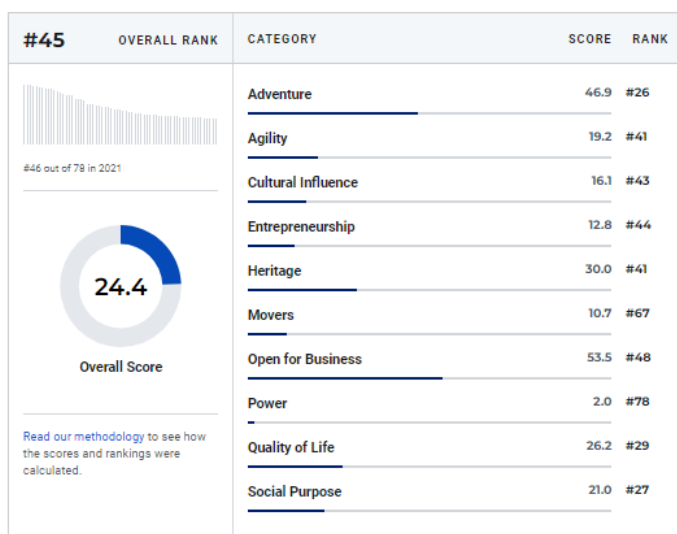 #45 OVERALL RANK
#46 out of 78 in 2021
24.4
Overall Score
Read our methodology to see how
the scores and rankings were
calculated.
CATEGORY SCORE RANK
Adventure 46.9 #26
Agility 19.2 #41
Cultural Influence 16.1 #43
Entrepreneurship 12.8 #44
Heritage 30.0 #41
Movers 10.7 #67
Open for Business 53.5 #48
Power 2.0 #78
Quality of Life 26.2 #29
Social Purpose 21.0 #27